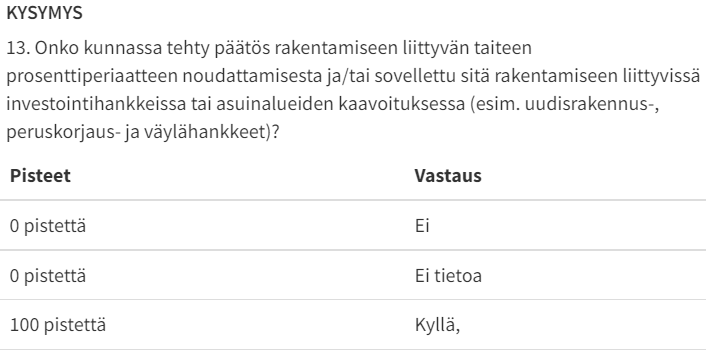 KYSYMYS
13. Onko kunnassa tehty päätös rakentamiseen liittyvän taiteen
prosenttiperiaatteen noudattamisesta ja/tai sovellettu sitä rakentamiseen liittyvissä
investointihankkeissa tai asuinalueiden kaavoituksessa (esim. uudisrakennus-,
peruskorjaus- ja väylähankkeet)?
Pisteet Vastaus
0 pistettä Ei
0 pistettä Ei tietoa
100 pistettä Kyllä,